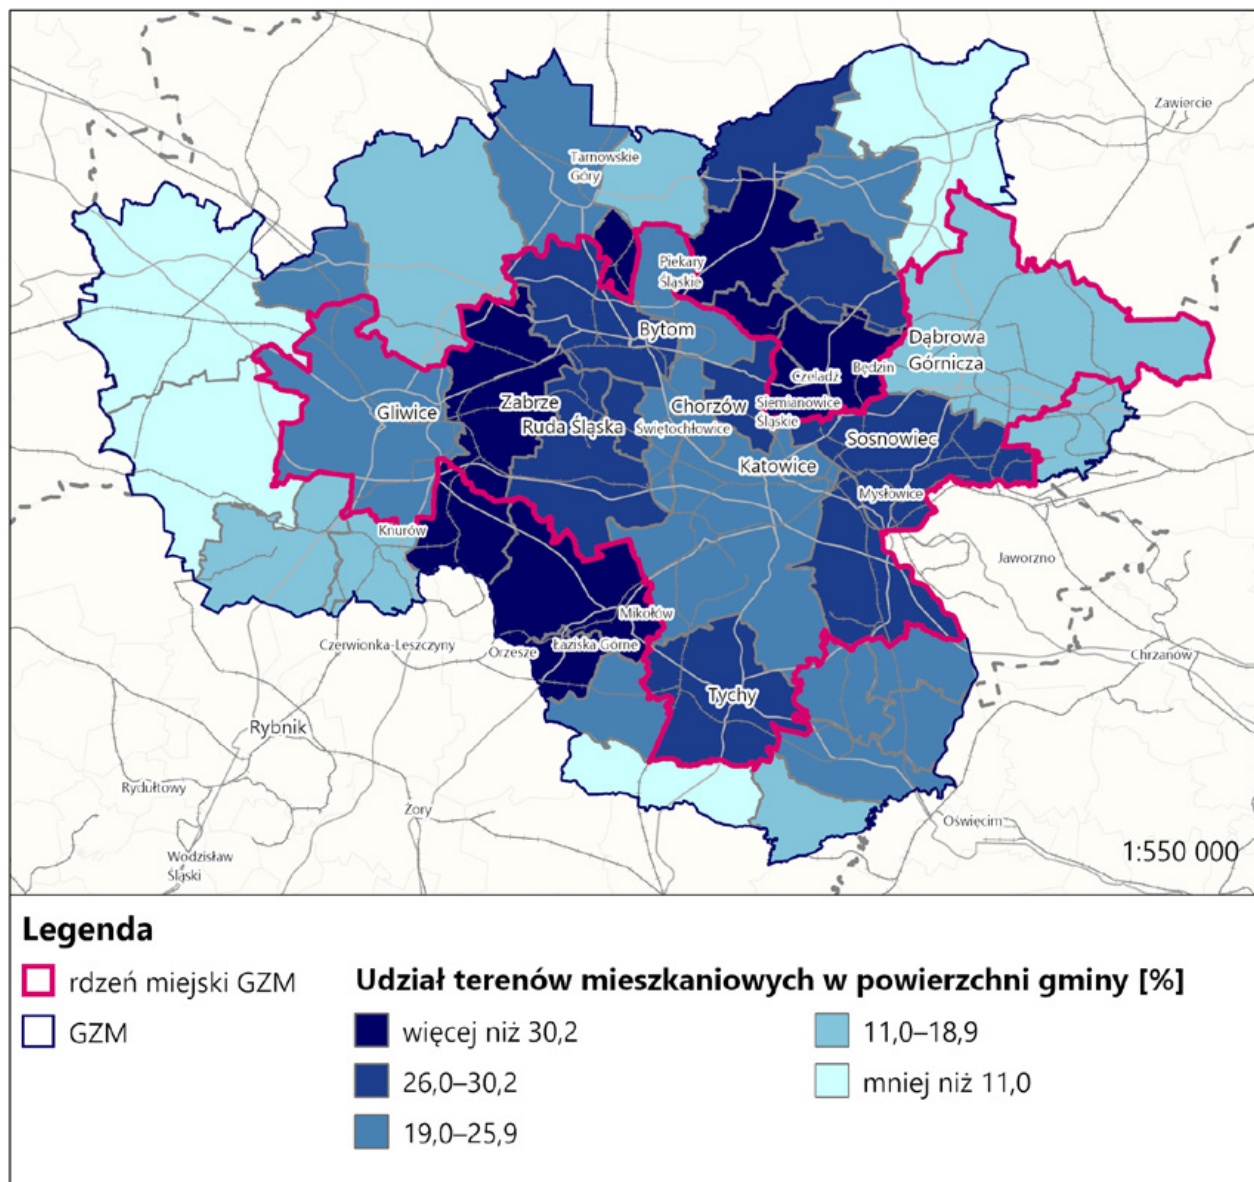 Zawiercie
Tarnowskie
Góry
Piekary
Śląskie
Bytom
Dąbrowa
Górnicza
Będzin
Czeladź
Zabrze
Chorzów
Siemianowice
Śląskie
Gliwice
Ruda Śląska
Świętochłowice
Sosnowiec
Katowice
Mysłowice
Knurów
Jaworzno
Mikołów
Czerwionka-Leszczyny
Orzesze
Łaziska Górne
Chrzanów
Tychy
Rybnik
Rydułtowy
Żory
Oświęcim
Wodzisław
Śląski
1:550 000
Legenda
rdzeń miejski GZM
GZM
Udział terenów mieszkaniowych w powierzchni gminy [%]
więcej niż 30,2
26,0–30,2
19,0–25,9
11,0–18,9
mniej niż 11,0